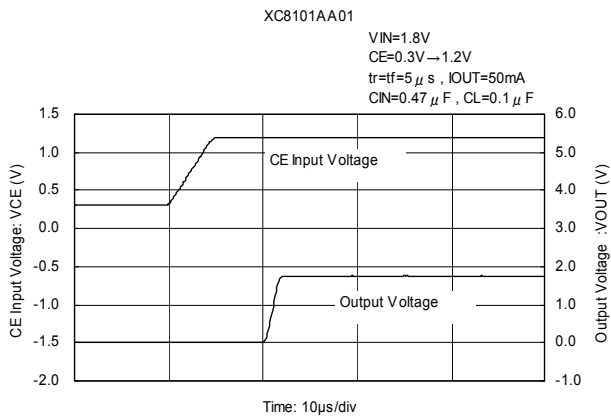 XC8101AA01
VIN=1.8V
CE=0.3V→1.2V
tr=tf=5μs , IOUT=50mA
CIN=0.47μF , CL=0.1μF
1.5
1.0
0.5
0.0
-0.5
-1.0
-1.5
-2.0
CE Input Voltage: VCE (V)
CE Input Voltage
Output Voltage
6.0
5.0
4.0
3.0
2.0
1.0
0.0
-1.0
Output Voltage :VOUT (V)
Time: 10μs/div